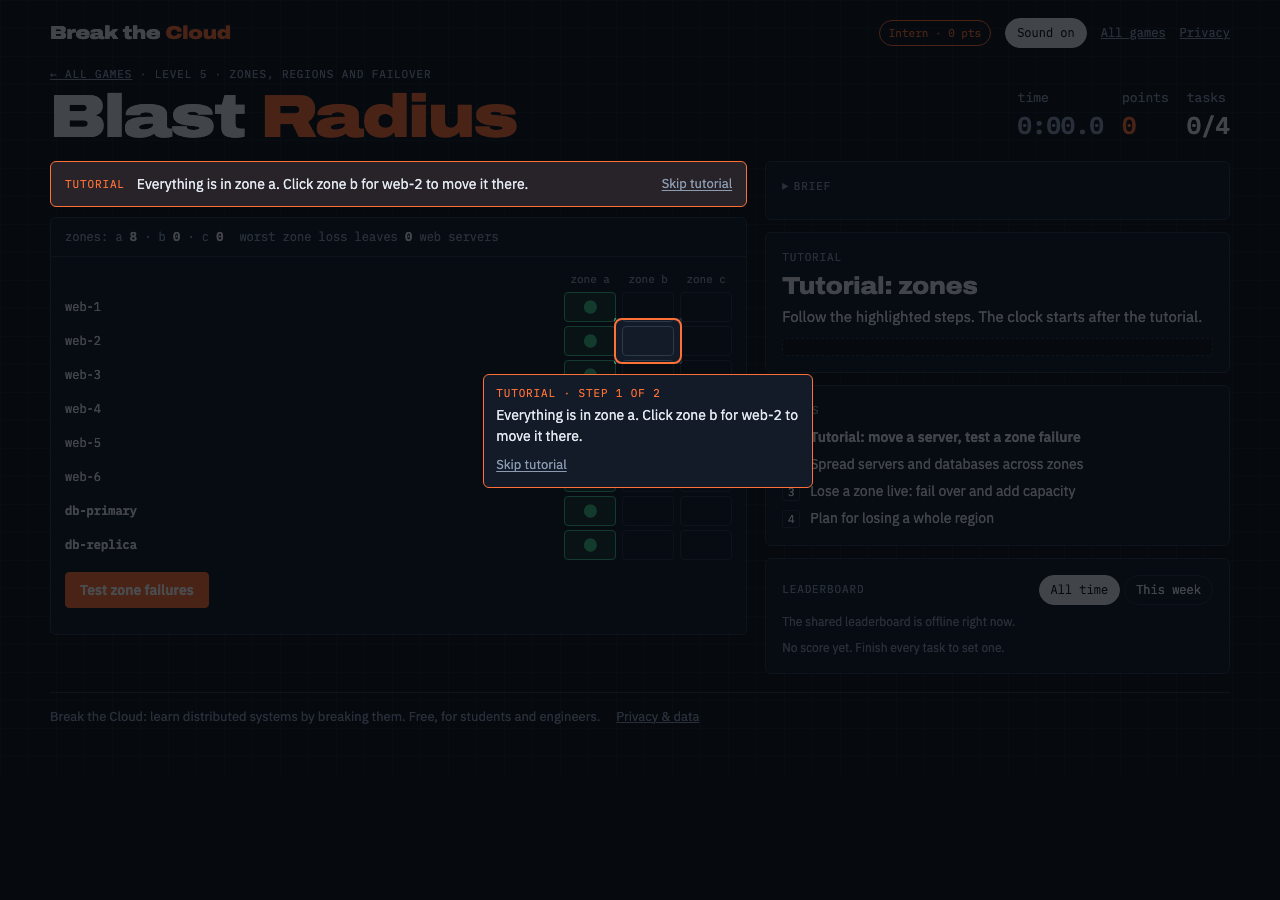 Break the Cloud
Intern · 0 pts
Sound on
All games
Privacy
← ALL GAMES · LEVEL 5 · ZONES, REGIONS AND FAILOVER
Blast Radius
time
points
tasks
0:00.0
0
0/4
TUTORIAL Everything is in zone a. Click zone b for web-2 to move it there. Skip tutorial
zones: a 8 · b 0 · c 0 worst zone loss leaves 0 web servers
zone a zone b zone c
web-1
web-2
web-3
web-4
web-5
web-6
db-primary
db-replica
TUTORIAL · STEP 1 OF 2
Everything is in zone a. Click zone b for web-2 to
move it there.
Skip tutorial
Test zone failures
▶ BRIEF
TUTORIAL
Tutorial: zones
Follow the highlighted steps. The clock starts after the tutorial.
Tutorial: move a server, test a zone failure
Spread servers and databases across zones
3 Lose a zone live: fail over and add capacity
4 Plan for losing a whole region
LEADERBOARD
All time
This week
The shared leaderboard is offline right now.
No score yet. Finish every task to set one.
Break the Cloud: learn distributed systems by breaking them. Free, for students and engineers. Privacy & data